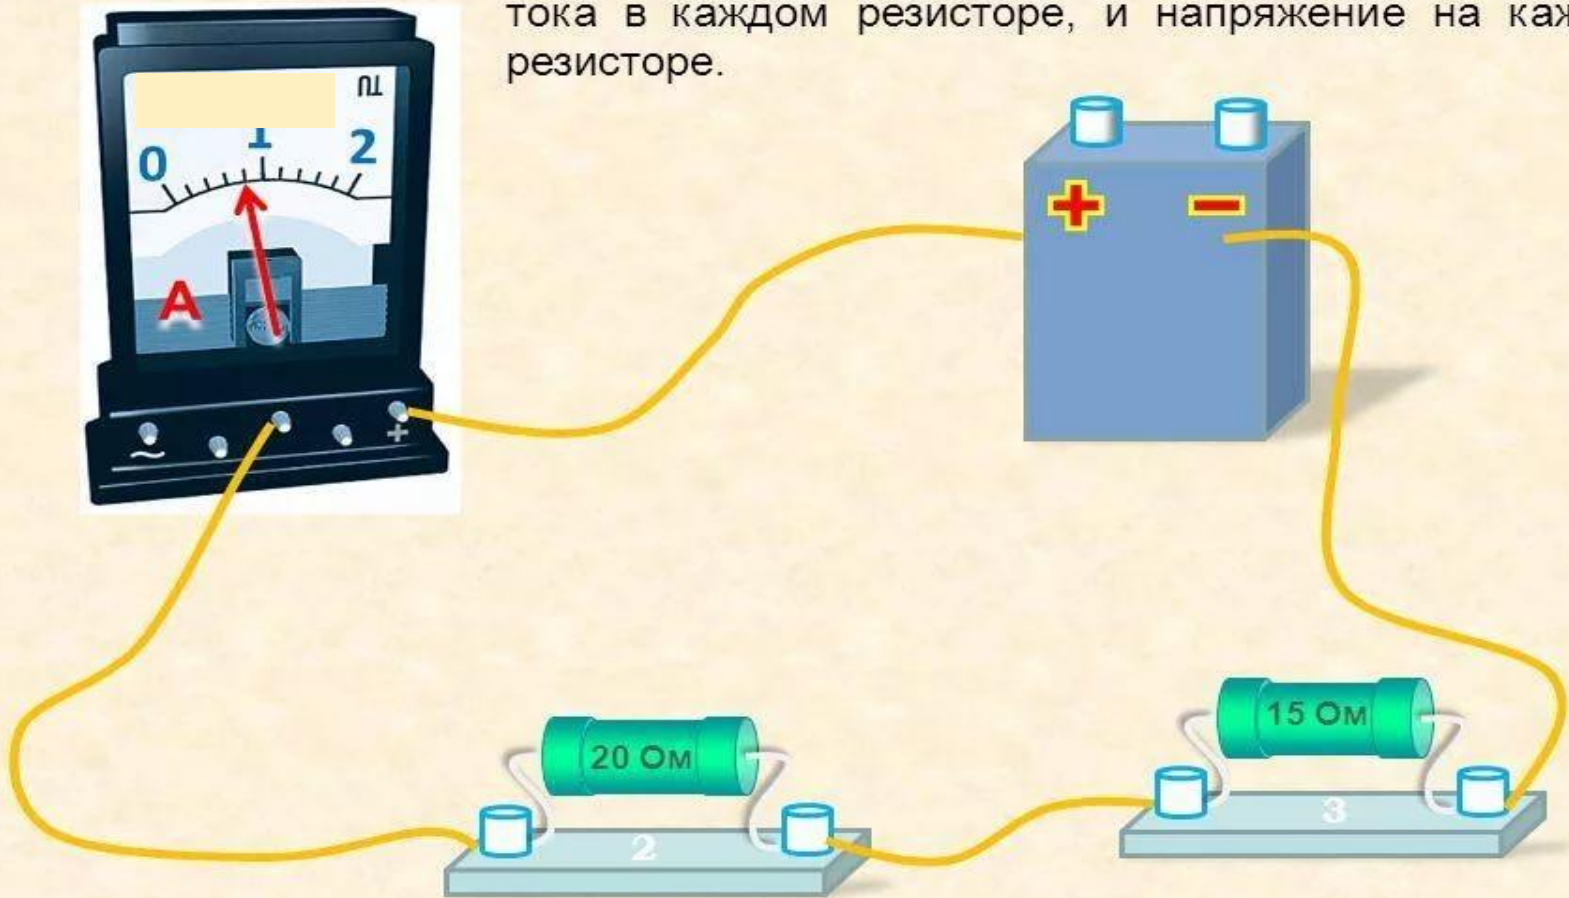 тока в каждом резисторе, и напряжение на каж
резисторе.
0 1 2
A
+ −
~ +
20 Ом
15 Ом
2
3